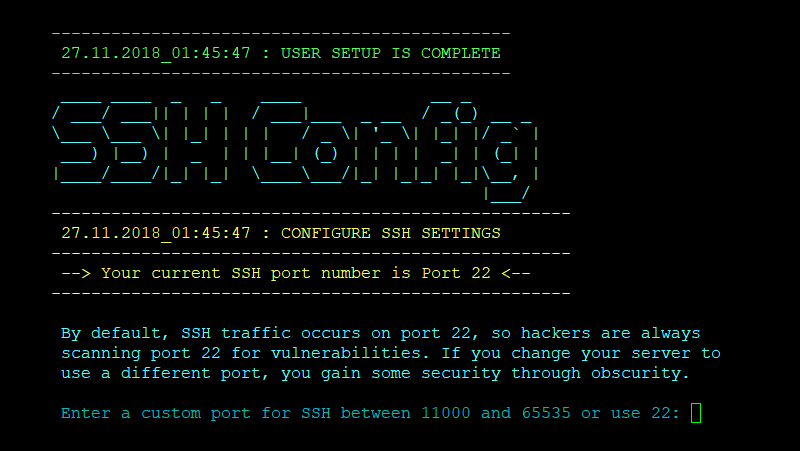 27.11.2018_01:45:47 : USER SETUP IS COMPLETE
SSH Config
27.11.2018_01:45:47 : CONFIGURE SSH SETTINGS
--> Your current SSH port number is Port 22 <--
By default, SSH traffic occurs on port 22, so hackers are always
scanning port 22 for vulnerabilities. If you change your server to
use a different port, you gain some security through obscurity.
Enter a custom port for SSH between 11000 and 65535 or use 22: